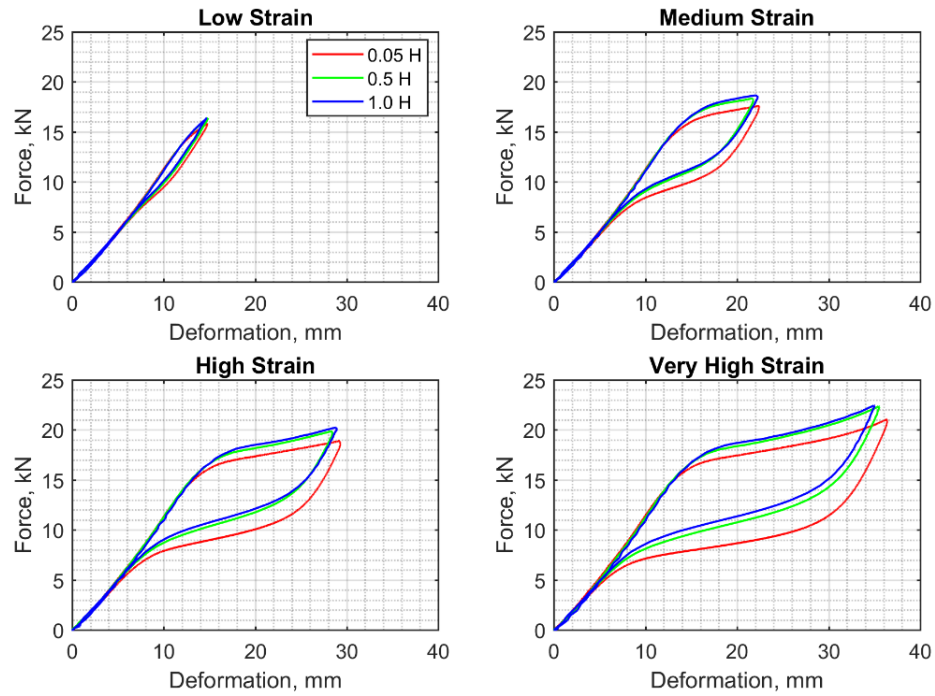 Low Strain
25
20
15
10
5
0
Force, kN
0 10 20 30 40
Deformation, mm
0.05 H
0.5 H
1.0 H
Medium Strain
25
20
15
10
5
0
Force, kN
0 10 20 30 40
Deformation, mm
High Strain
25
20
15
10
5
0
Force, kN
0 10 20 30 40
Deformation, mm
Very High Strain
25
20
15
10
5
0
Force, kN
0 10 20 30 40
Deformation, mm